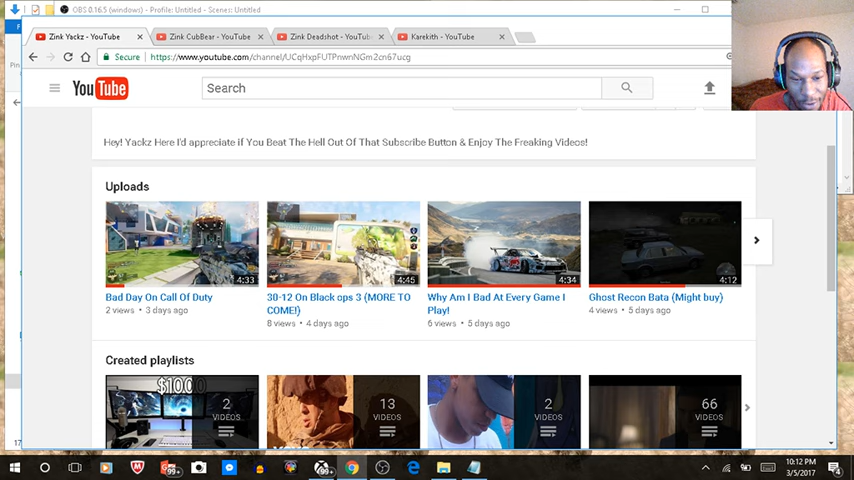 OBS 0.16.5 (windows) - Profile: Untitled - Scenes: Untitled
Zink Yackz - YouTube
Zink CubBear - YouTube
Zink Deadshot - YouTube
Karekith - YouTube
Secure
https://www.youtube.com/channel/UCqHxpFUTPnwnNGm2cn67ucg
YouTube
Search
Hey! Yackz Here I'd appreciate if You Beat The Hell Out Of That Subscribe Button & Enjoy The Freaking Videos!
Uploads
4:33
4:45
4:34
4:12
Bad Day On Call Of Duty
2 views • 3 days ago
30-12 On Black ops 3 (MORE TO
COME!)
8 views • 4 days ago
Why Am I Bad At Every Game I
Play!
6 views • 5 days ago
Ghost Recon Bata (Might buy)
4 views • 5 days ago
Created playlists
$1000
2
VIDEOS
13
VIDEOS
2
VIDEOS
66
VIDEOS
99+
99+
10:12 PM
3/5/2017
4